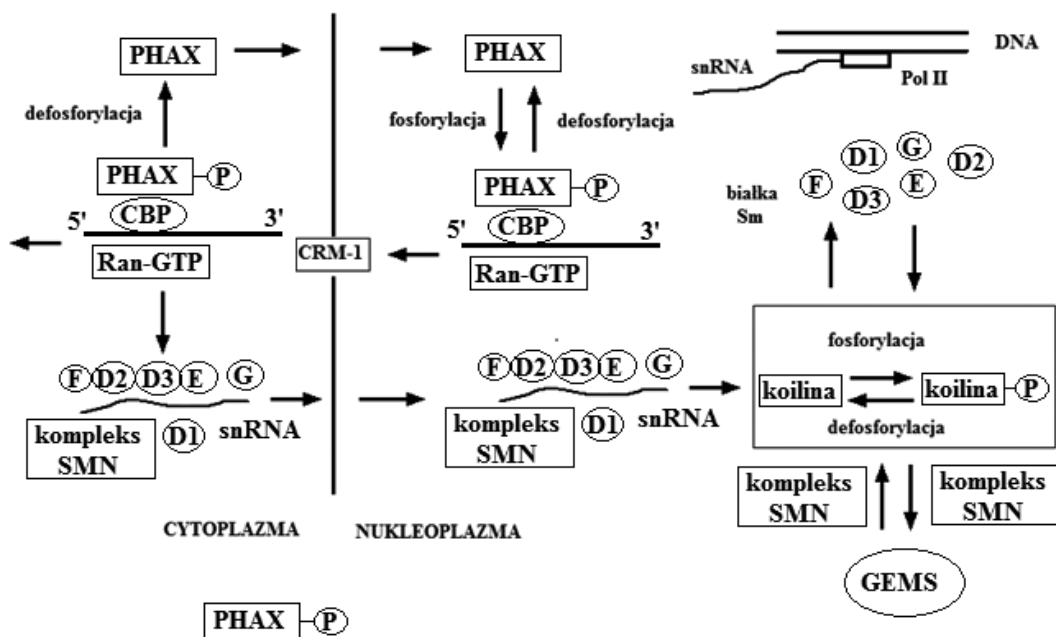 PHAX
PHAX
DNA
snRNA
Pol II
defosforylacja
fosforylacja
defosforylacja
PHAX P
PHAX P
białka
Sm
F D1 G D2
D3 E
5' CBP 3'
Ran-GTP
CRM-1
5' CBP 3'
Ran-GTP
F D2 D3 E G
kompleks
SMN
D1 snRNA
F D2 D3 E G
kompleks
SMN
D1 snRNA
fosforylacja
koilina koilina P
defosforylacja
kompleks
SMN
kompleks
SMN
CYTOPLAZMA NUKLEOPLAZMA
GEMS
PHAX P